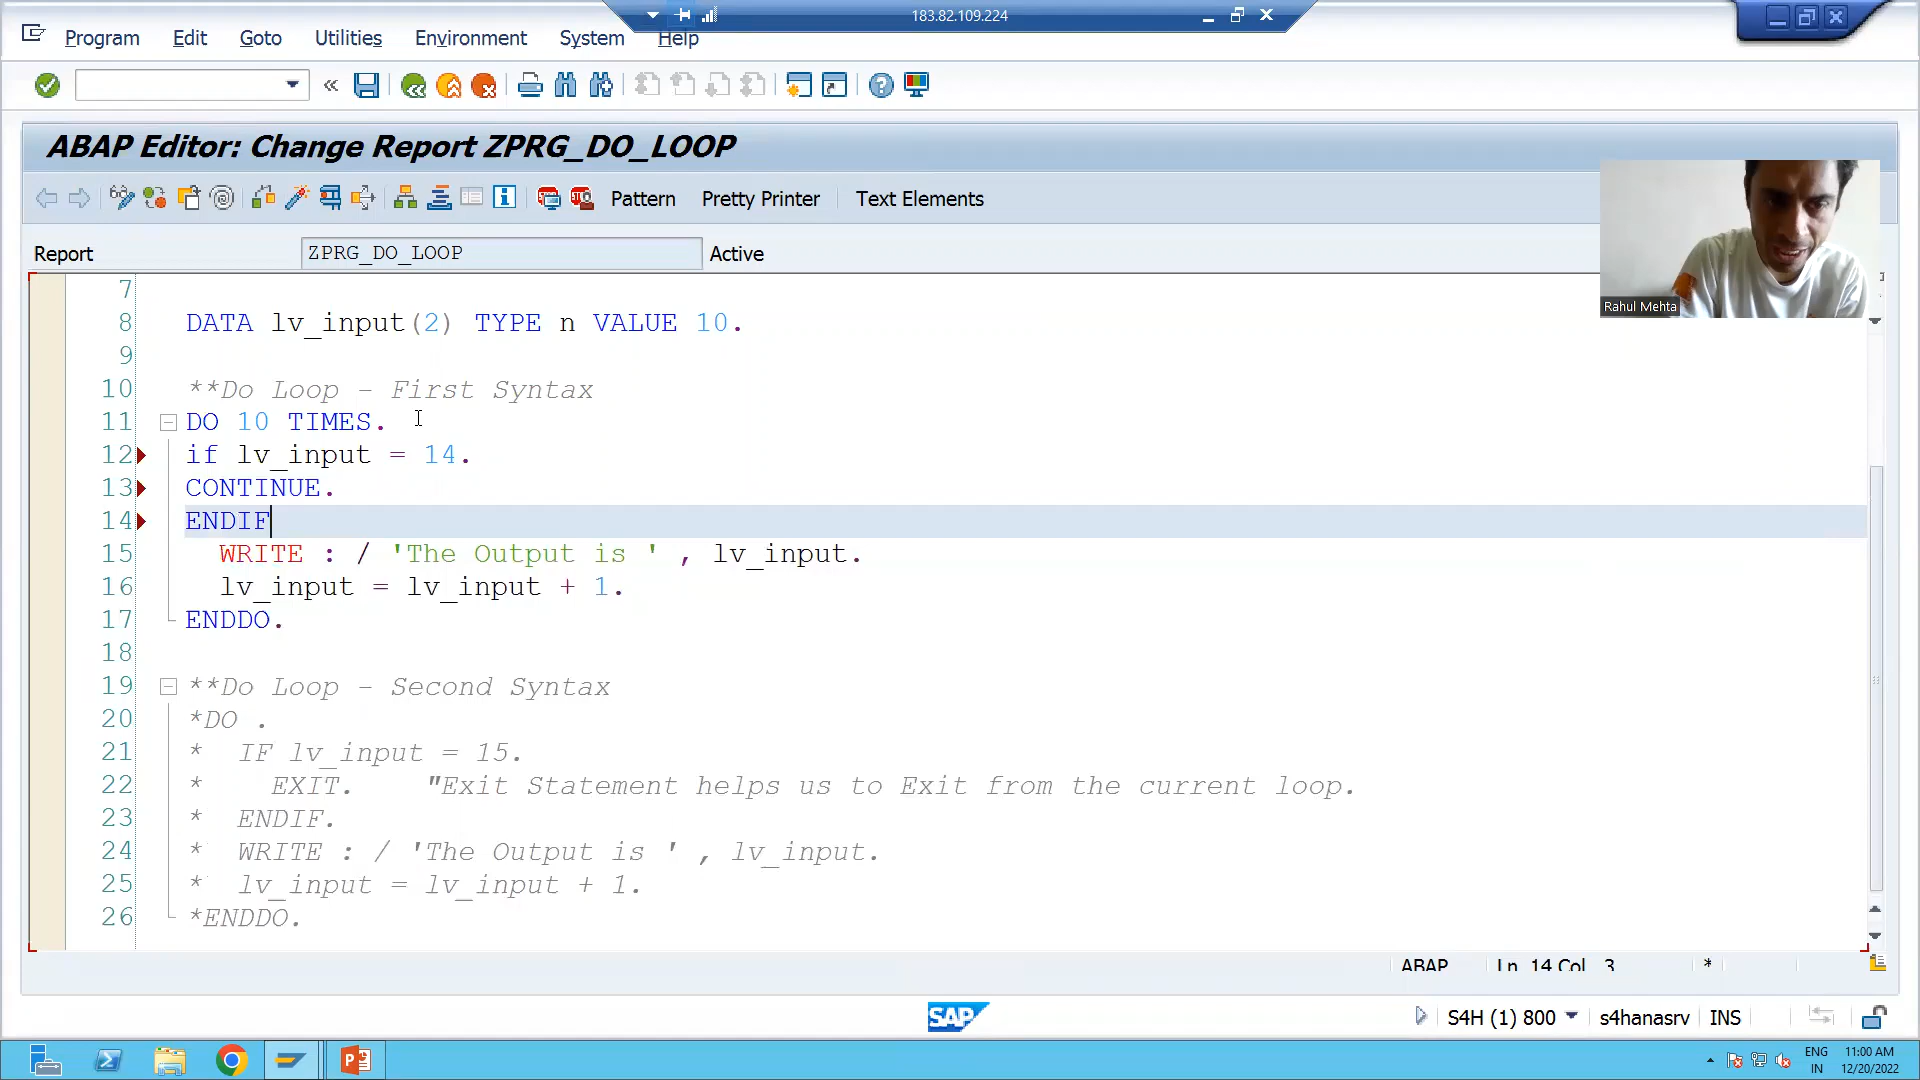 183.82.109.224
Program Edit Goto Utilities Environment System Help
ABAP Editor: Change Report ZPRG_DO_LOOP
Pattern Pretty Printer Text Elements
Report ZPRG_DO_LOOP Active
Rahul Mehta
7
8 DATA lv_input(2) TYPE n VALUE 10.
9
10 **Do Loop - First Syntax
11 DO 10 TIMES.
12 if lv_input = 14.
13 CONTINUE.
14 ENDIF
15 WRITE : / 'The Output is ' , lv_input.
16 lv_input = lv_input + 1.
17 ENDDO.
18
19 **Do Loop - Second Syntax
20 *DO .
21 * IF lv_input = 15.
22 * EXIT. "Exit Statement helps us to Exit from the current loop.
23 * ENDIF.
24 * WRITE : / 'The Output is ' , lv_input.
25 * lv_input = lv_input + 1.
26 *ENDDO.
ABAP Ln 14 Col 3 *
SAP
S4H (1) 800 s4hanasrv INS
ENG 11:00 AM
IN 12/20/2022